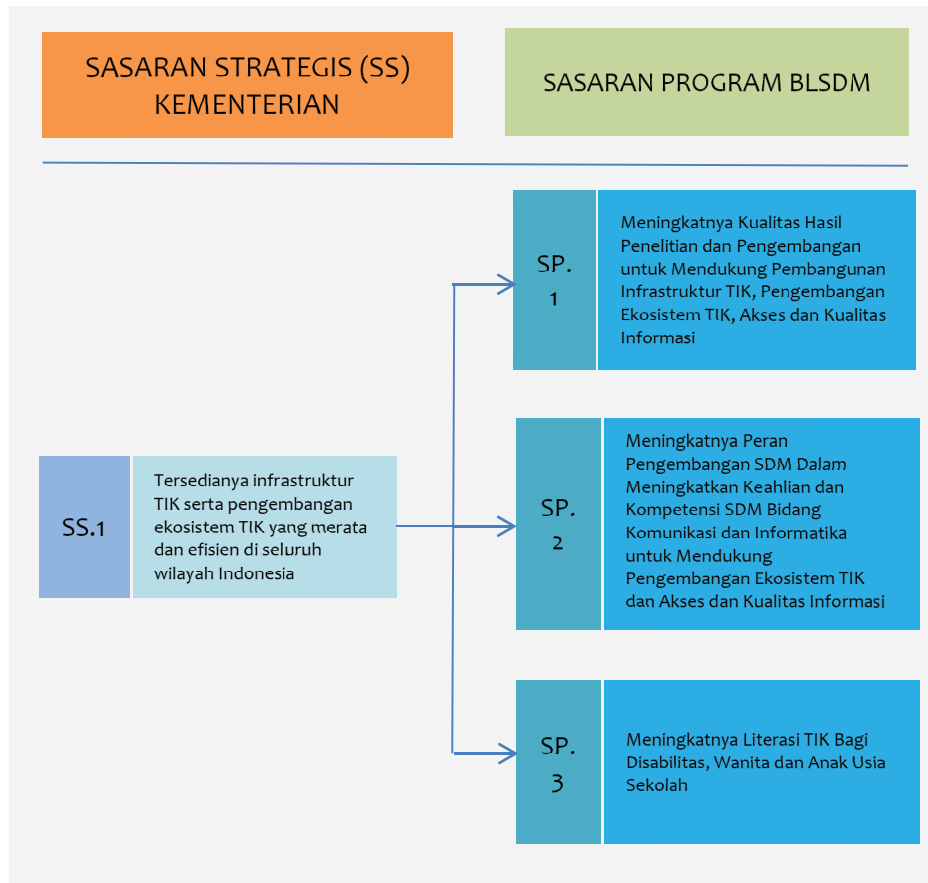 SASARAN STRATEGIS (SS)
KEMENTERIAN
SASARAN PROGRAM BLSDM
SP.
1
Meningkatnya Kualitas Hasil
Penelitian dan Pengembangan
untuk Mendukung Pembangunan
Infrastruktur TIK, Pengembangan
Ekosistem TIK, Akses dan Kualitas
Informasi
SS.1
Tersedianya infrastruktur
TIK serta pengembangan
ekosistem TIK yang merata
dan efisien di seluruh
wilayah Indonesia
SP.
2
Meningkatnya Peran
Pengembangan SDM Dalam
Meningkatkan Keahlian dan
Kompetensi SDM Bidang
Komunikasi dan Informatika
untuk Mendukung
Pengembangan Ekosistem TIK
dan Akses dan Kualitas Informasi
SP.
3
Meningkatnya Literasi TIK Bagi
Disabilitas, Wanita dan Anak Usia
Sekolah